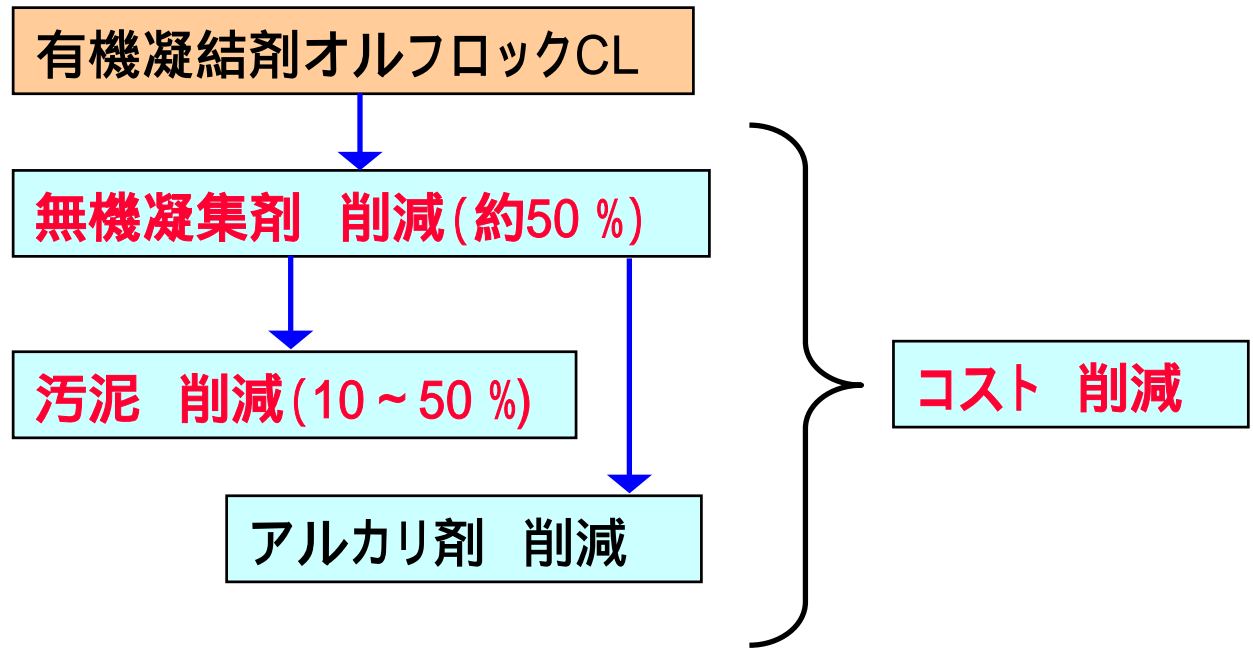 有機凝結剤オルフロックCL
無機凝集剤　削減(約50 %)
汚泥　削減(10～50 %)
コスト　削減
アルカリ剤　削減